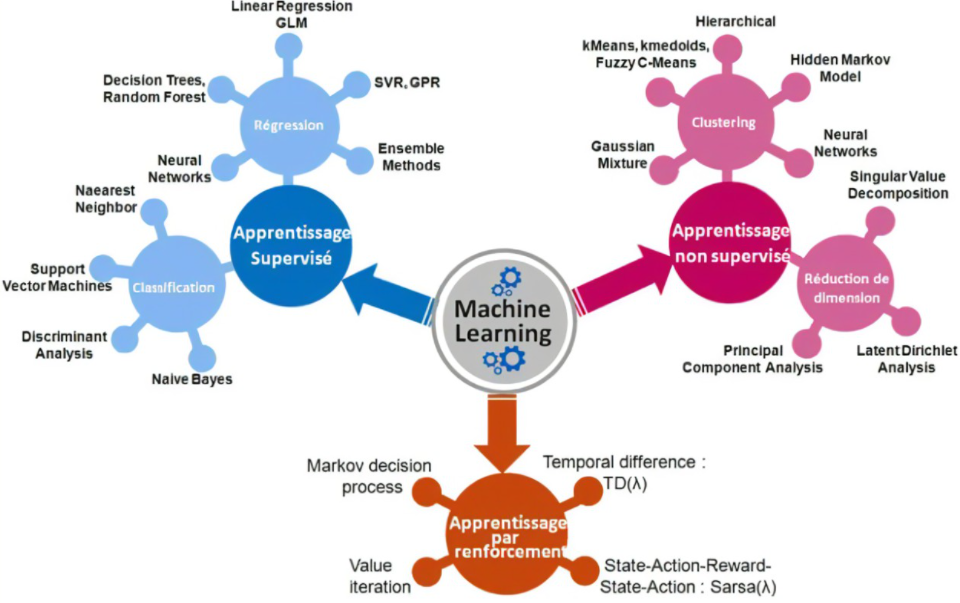 Linear Regression
GLM
Decision Trees,
Random Forest
SVR, GPR
Régression
Neural
Networks
Ensemble
Methods
Naearest
Neighbor
Support
Vector Machines
Classification
Discriminant
Analysis
Naive Bayes
Apprentissage
Supervisé
Machine
Learning
Hierarchical
kMeans, kmedoids,
Fuzzy C-Means
Hidden Markov
Model
Clustering
Gaussian
Mixture
Neural
Networks
Apprentissage
non supervisé
Singular Value
Decomposition
Réduction de
dimension
Principal
Component Analysis
Latent Dirichlet
Analysis
Markov decision
process
Temporal difference :
TD(λ)
Apprentissage
par
renforcement
Value
iteration
State-Action-Reward-
State-Action : Sarsa(λ)